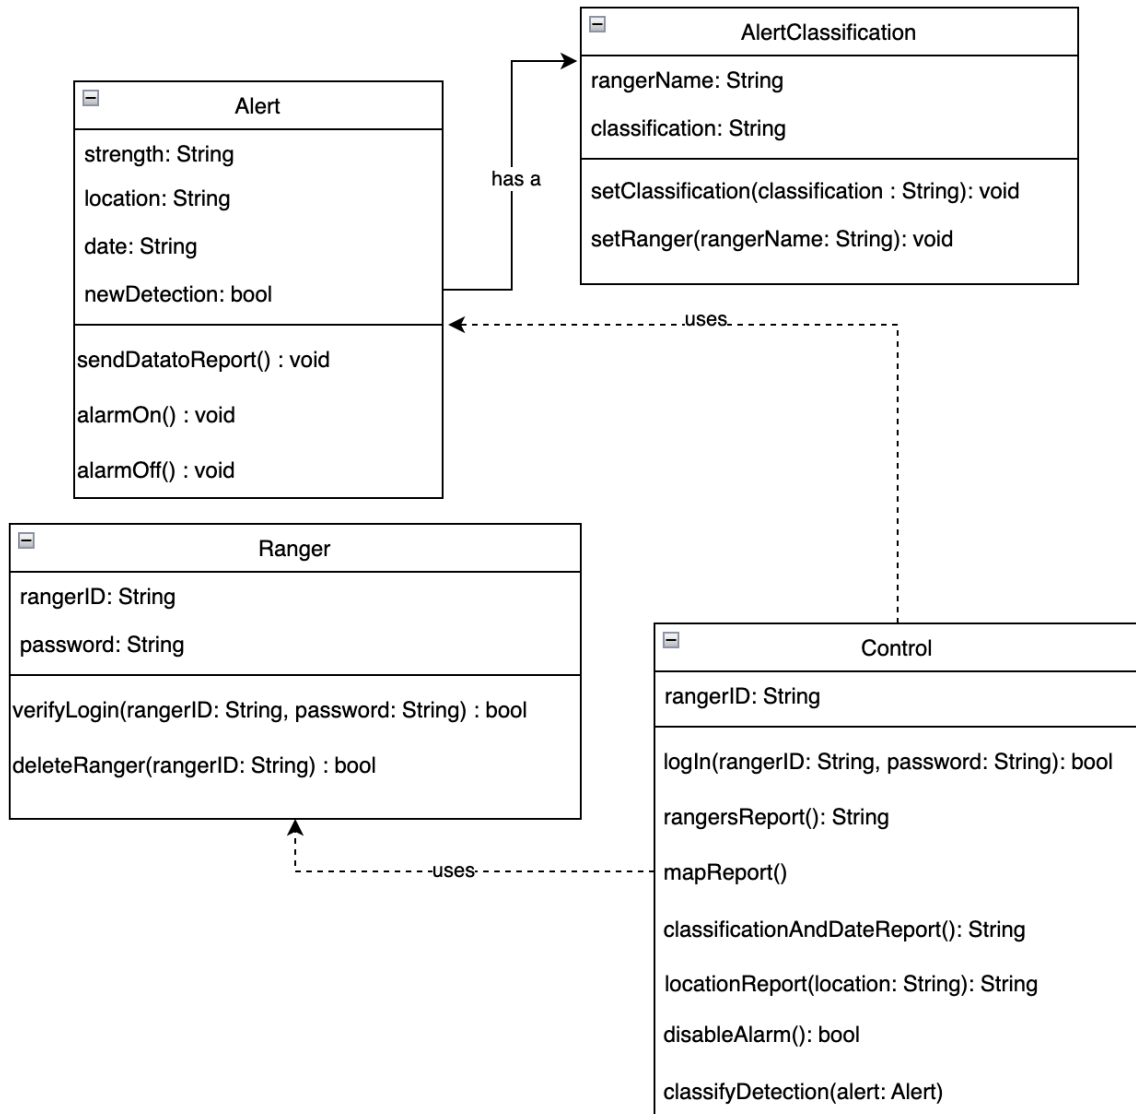 AlertClassification
rangerName: String
classification: String
setClassification(classification : String): void
setRanger(rangerName: String): void
Alert
strength: String
location: String
date: String
newDetection: bool
sendDatatoReport() : void
alarmOn() : void
alarmOff() : void
has a
uses
Ranger
rangerID: String
password: String
verifyLogin(rangerID: String, password: String) : bool
deleteRanger(rangerID: String) : bool
uses
Control
rangerID: String
logIn(rangerID: String, password: String): bool
rangersReport(): String
mapReport()
classificationAndDateReport(): String
locationReport(location: String): String
disableAlarm(): bool
classifyDetection(alert: Alert)